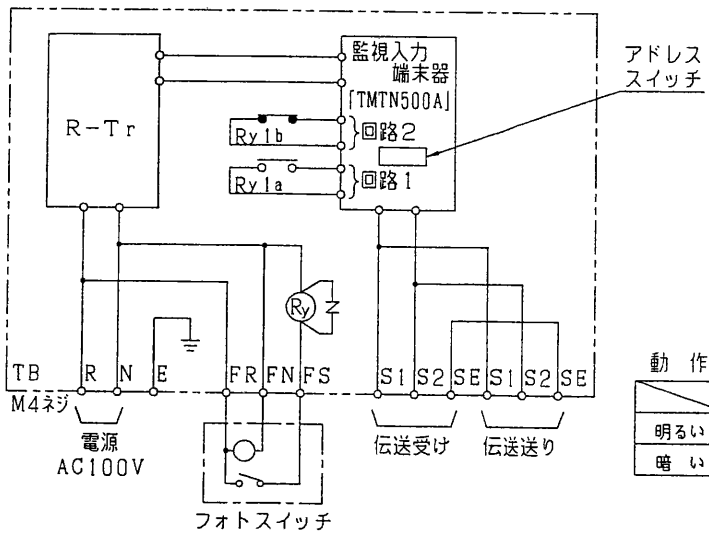 R-Tr
監視入力
端末器
「TMTN500A」
Ry1b
回路2
Ry1a
回路1
アドレス
スイッチ
Ry
TB R N E FR FN FS S1 S2 SE S1 S2 SE
M4ネジ
電源
AC100V
伝送受け
伝送送り
フォトスイッチ
動作
明るい
暗い